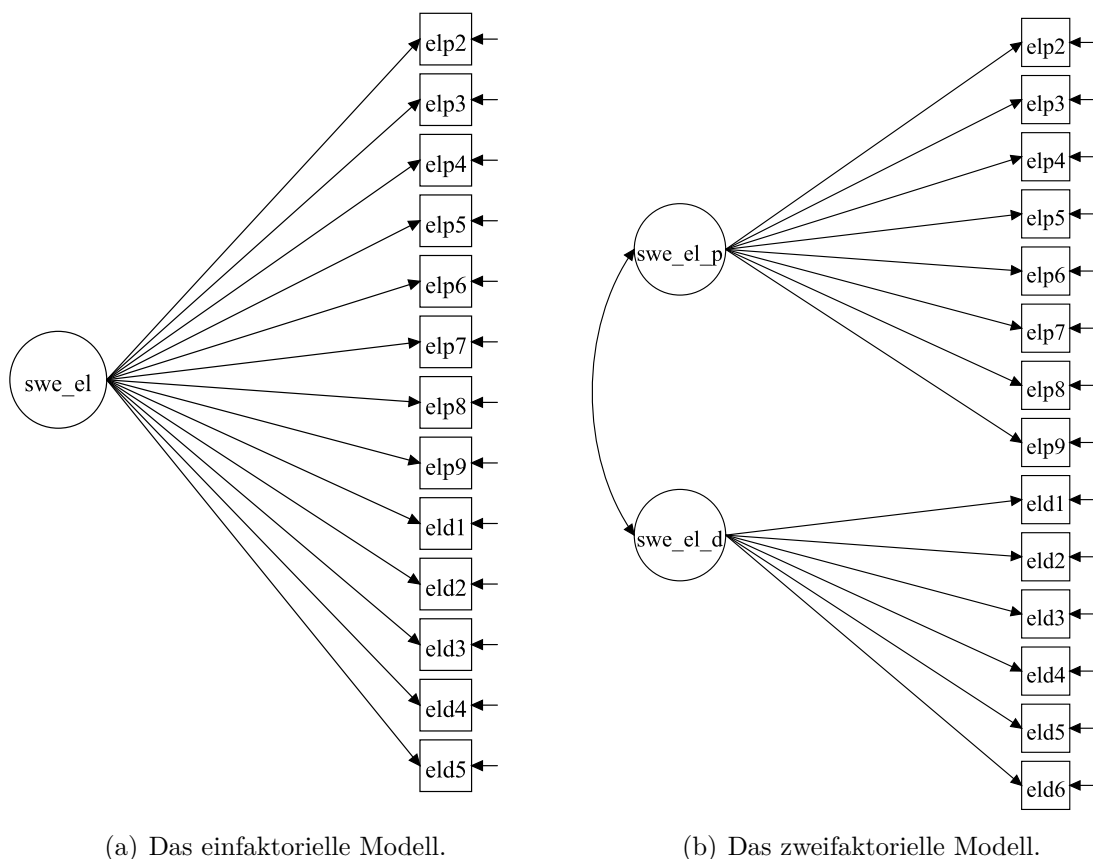 elp2
elp3
elp4
elp5
elp6
elp7
elp8
elp9
eld1
eld2
eld3
eld4
eld5
swe_el
(a) Das einfaktorielle Modell.
elp2
elp3
elp4
elp5
elp6
elp7
elp8
elp9
eld1
eld2
eld3
eld4
eld5
eld6
swe_el_p
swe_el_d
(b) Das zweifaktorielle Modell.